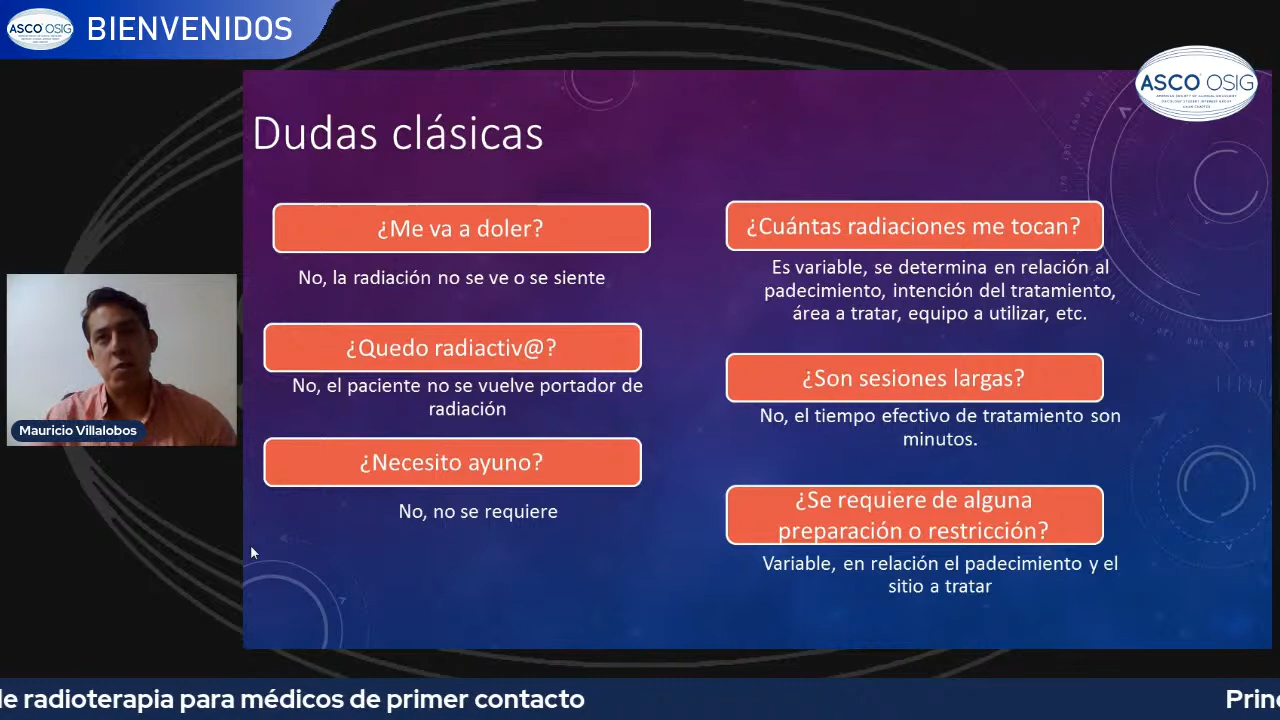 ASCO OSIG
BIENVENIDOS
ASCO OSIG
Dudas clásicas
¿Me va a doler?
No, la radiación no se ve o se siente
¿Quedo radiactiv@?
No, el paciente no se vuelve portador de
radiación
¿Necesito ayuno?
No, no se requiere
¿Cuántas radiaciones me tocan?
Es variable, se determina en relación al
padecimiento, intención del tratamiento,
área a tratar, equipo a utilizar, etc.
¿Son sesiones largas?
No, el tiempo efectivo de tratamiento son
minutos.
¿Se requiere de alguna
preparación o restricción?
Variable, en relación el padecimiento y el
sitio a tratar
Mauricio Villalobos
de radioterapia para médicos de primer contacto
Princ